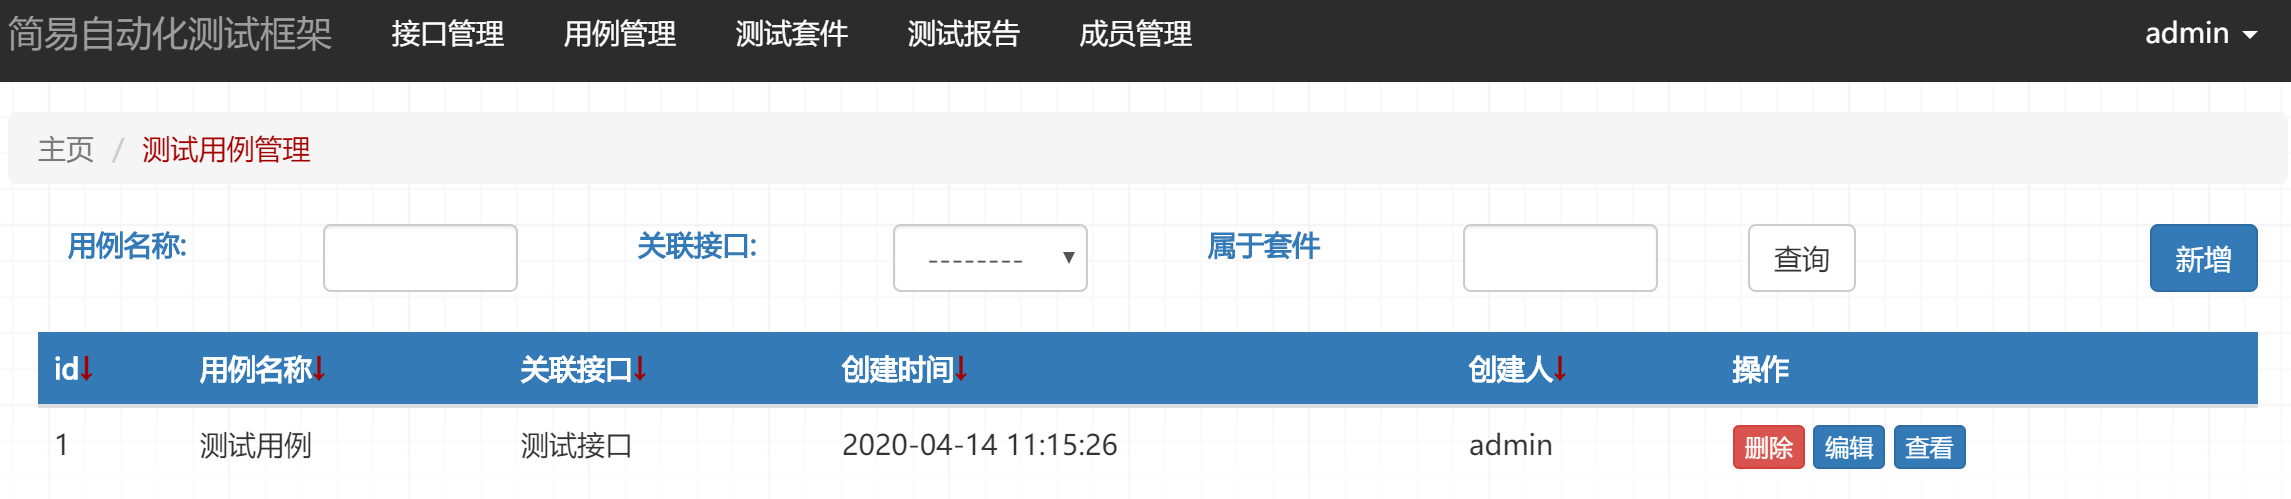 简易自动化测试框架 接口管理 用例管理 测试套件 测试报告 成员管理 admin
主页 / 测试用例管理
用例名称: -------- 关联接口: 属于套件 查询 新增
id↓ 用例名称↓ 关联接口↓ 创建时间↓ 创建人↓ 操作
1 测试用例 测试接口 2020-04-14 11:15:26 admin 删除 编辑 查看